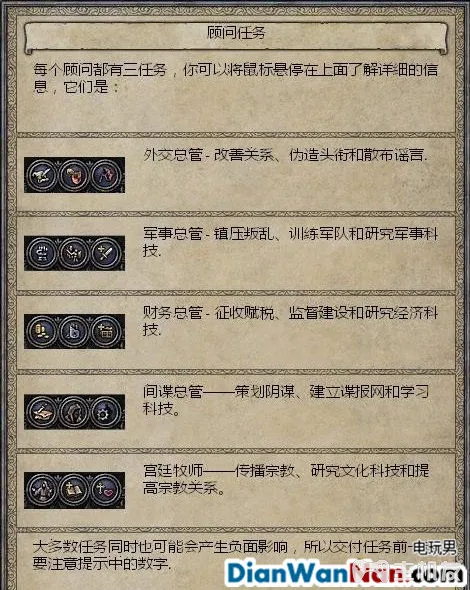 顾问任务
每个顾问都有三任务，你可以将鼠标悬停在上面了解详细的信
息，它们是：
外交总管 - 改善关系、伪造头衔和散布谣言.
军事总管 - 镇压叛乱、训练军队和研究军事科
技.
财务总管 - 征收赋税、监督建设和研究经济科
技.
间谍总管——策划阴谋、建立谍报网和学习
科技。
宫廷牧师——传播宗教、研究文化科技和提
高宗教关系。
大多数任务同时也可能会产生负面影响，所以交付任务前
要注意提示中的数字.
电玩男
DianWanNan.com